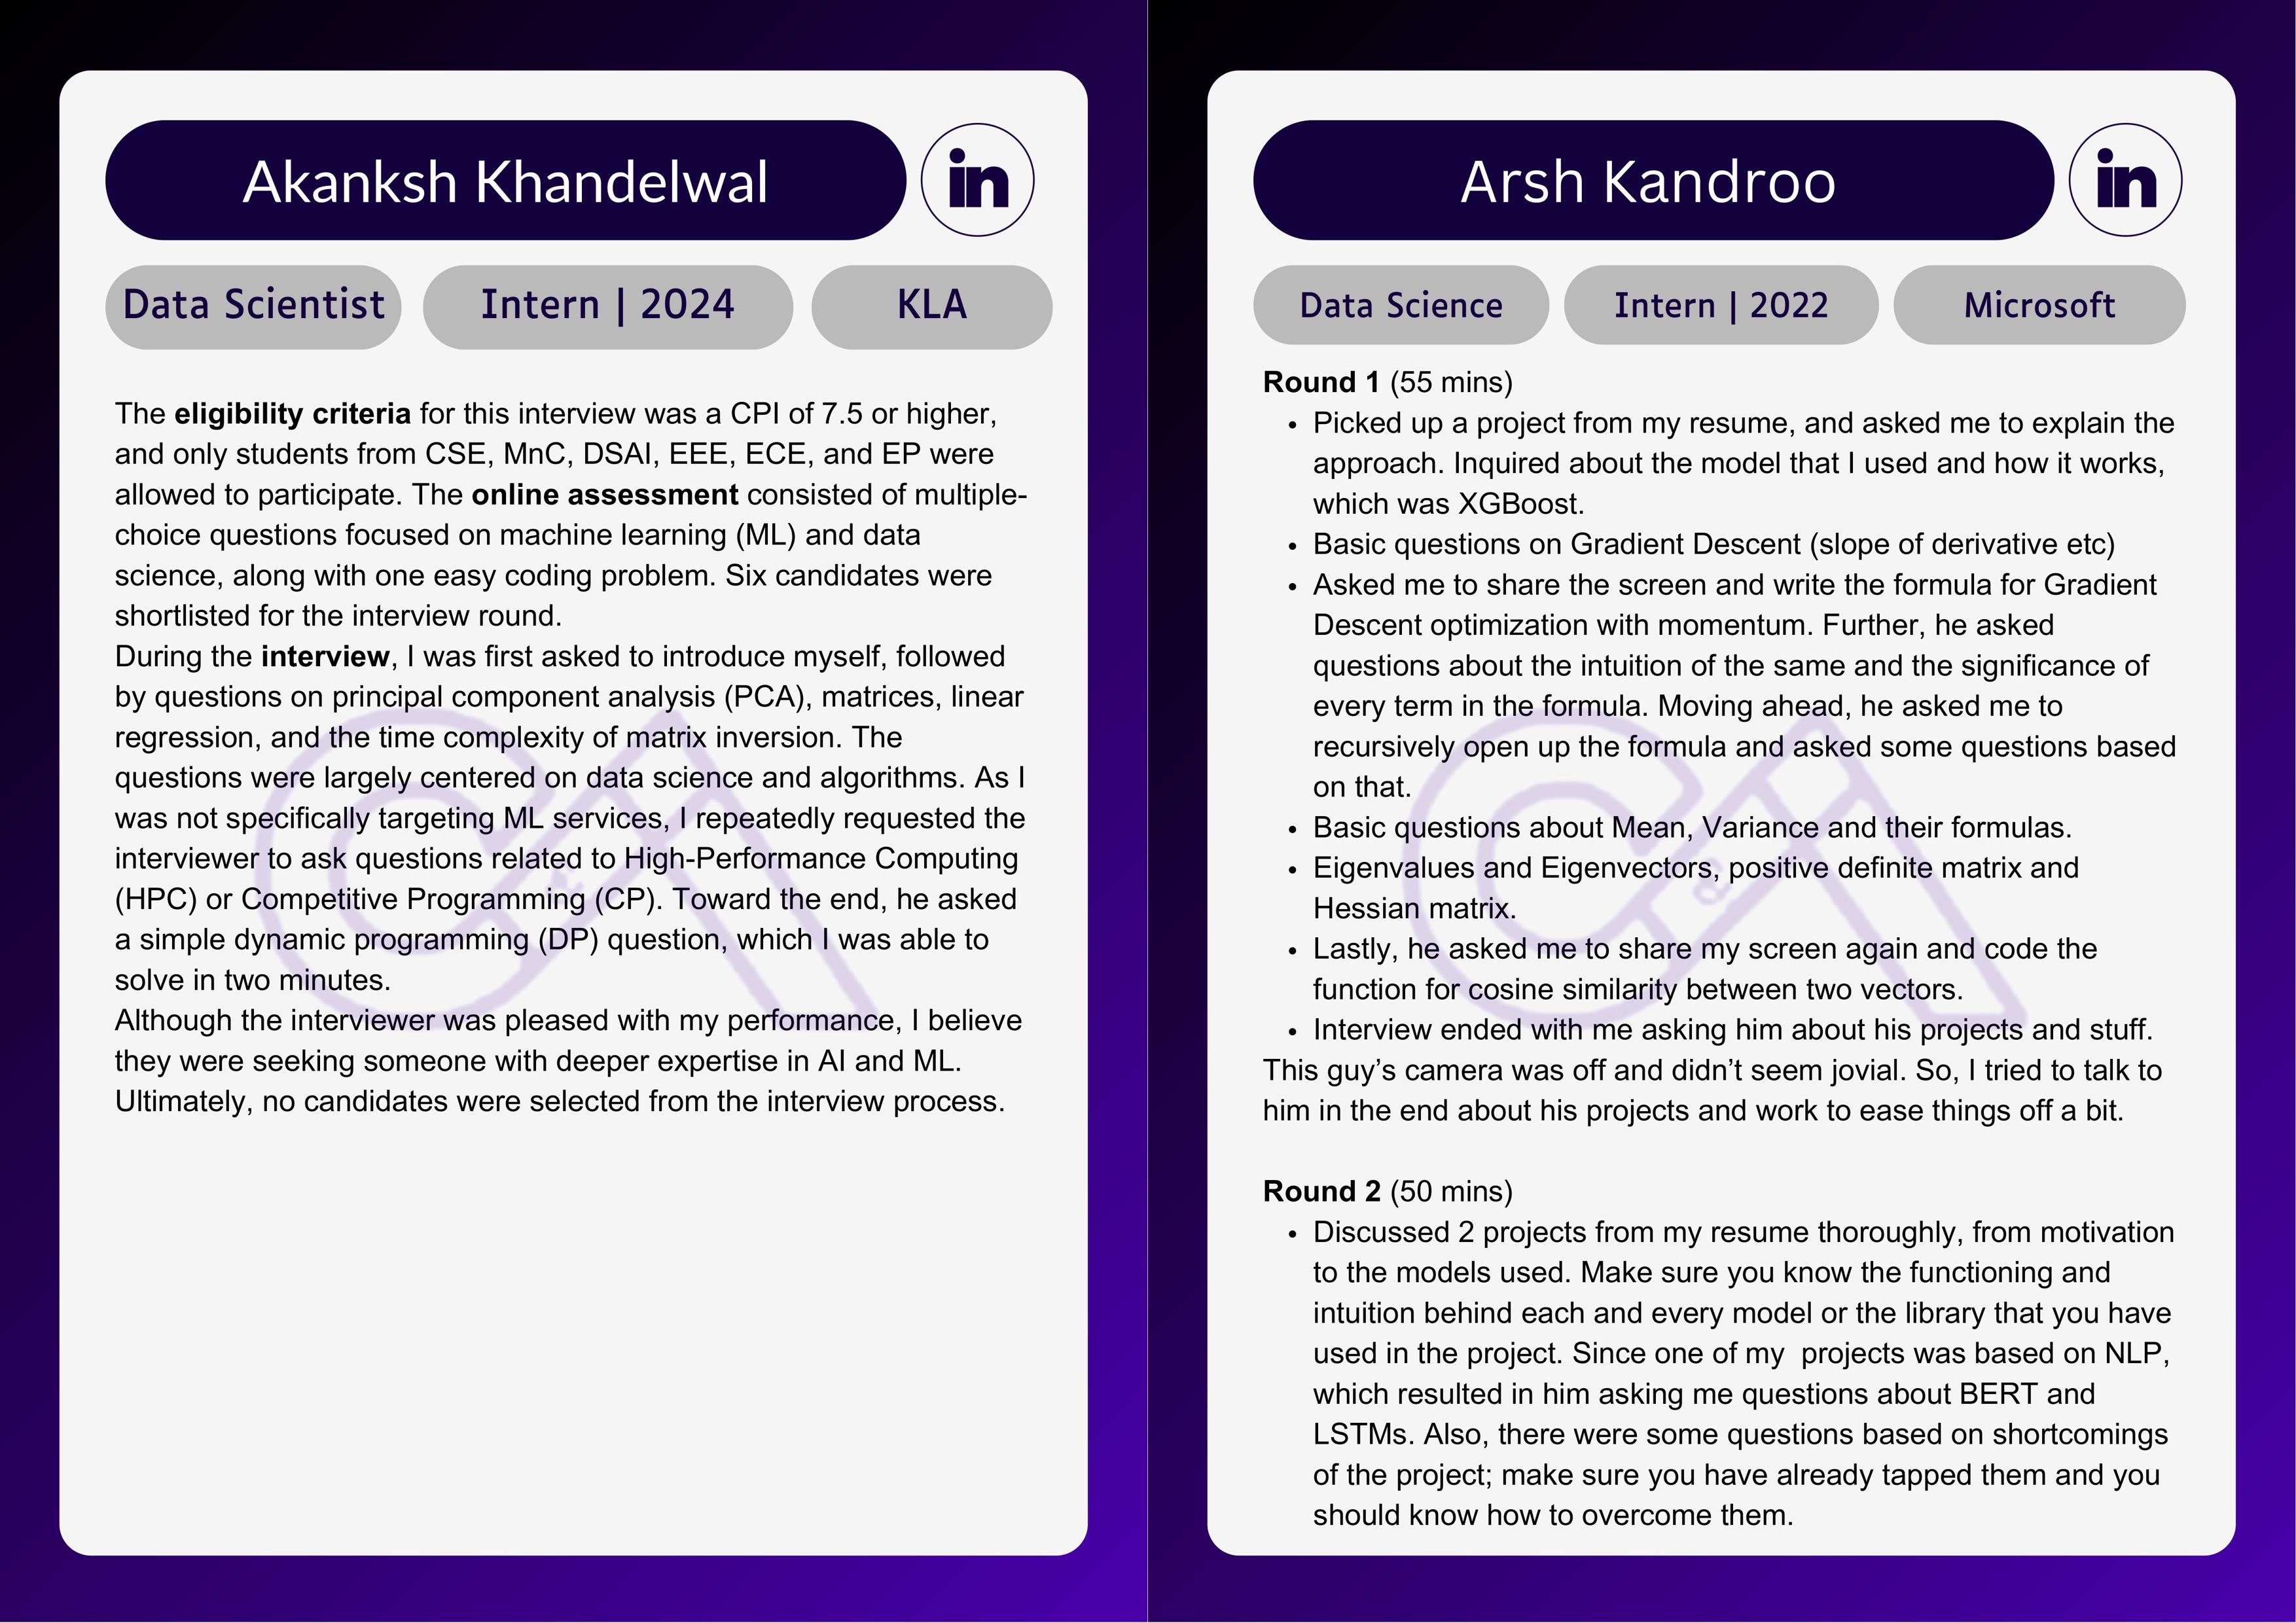 Akanksh Khandelwal
in
Data Scientist
Intern | 2024
KLA
The eligibility criteria for this interview was a CPI of 7.5 or higher,
and only students from CSE, MnC, DSAI, EEE, ECE, and EP were
allowed to participate. The online assessment consisted of multiple-
choice questions focused on machine learning (ML) and data
science, along with one easy coding problem. Six candidates were
shortlisted for the interview round.
During the interview, I was first asked to introduce myself, followed
by questions on principal component analysis (PCA), matrices, linear
regression, and the time complexity of matrix inversion. The
questions were largely centered on data science and algorithms. As I
was not specifically targeting ML services, I repeatedly requested the
interviewer to ask questions related to High-Performance Computing
(HPC) or Competitive Programming (CP). Toward the end, he asked
a simple dynamic programming (DP) question, which I was able to
solve in two minutes.
Although the interviewer was pleased with my performance, I believe
they were seeking someone with deeper expertise in AI and ML.
Ultimately, no candidates were selected from the interview process.
Arsh Kandroo
in
Data Science
Intern | 2022
Microsoft
Round 1 (55 mins)
• Picked up a project from my resume, and asked me to explain the
approach. Inquired about the model that I used and how it works,
which was XGBoost.
• Basic questions on Gradient Descent (slope of derivative etc)
• Asked me to share the screen and write the formula for Gradient
Descent optimization with momentum. Further, he asked
questions about the intuition of the same and the significance of
every term in the formula. Moving ahead, he asked me to
recursively open up the formula and asked some questions based
on that.
• Basic questions about Mean, Variance and their formulas.
• Eigenvalues and Eigenvectors, positive definite matrix and
Hessian matrix.
• Lastly, he asked me to share my screen again and code the
function for cosine similarity between two vectors.
• Interview ended with me asking him about his projects and stuff.
This guy’s camera was off and didn’t seem jovial. So, I tried to talk to
him in the end about his projects and work to ease things off a bit.
Round 2 (50 mins)
• Discussed 2 projects from my resume thoroughly, from motivation
to the models used. Make sure you know the functioning and
intuition behind each and every model or the library that you have
used in the project. Since one of my  projects was based on NLP,
which resulted in him asking me questions about BERT and
LSTMs. Also, there were some questions based on shortcomings
of the project; make sure you have already tapped them and you
should know how to overcome them.